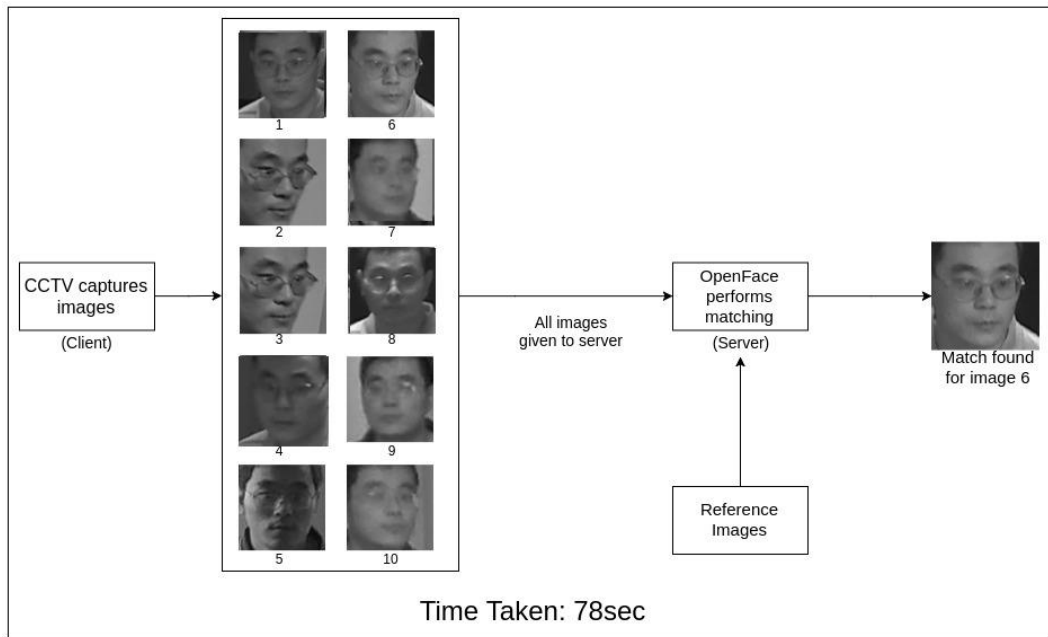 CCTV captures
images
(Client)
1
6
2
7
3
8
4
9
5
10
All images
given to server
OpenFace
performs
matching
(Server)
Reference
Images
Match found
for image 6
Time Taken: 78sec